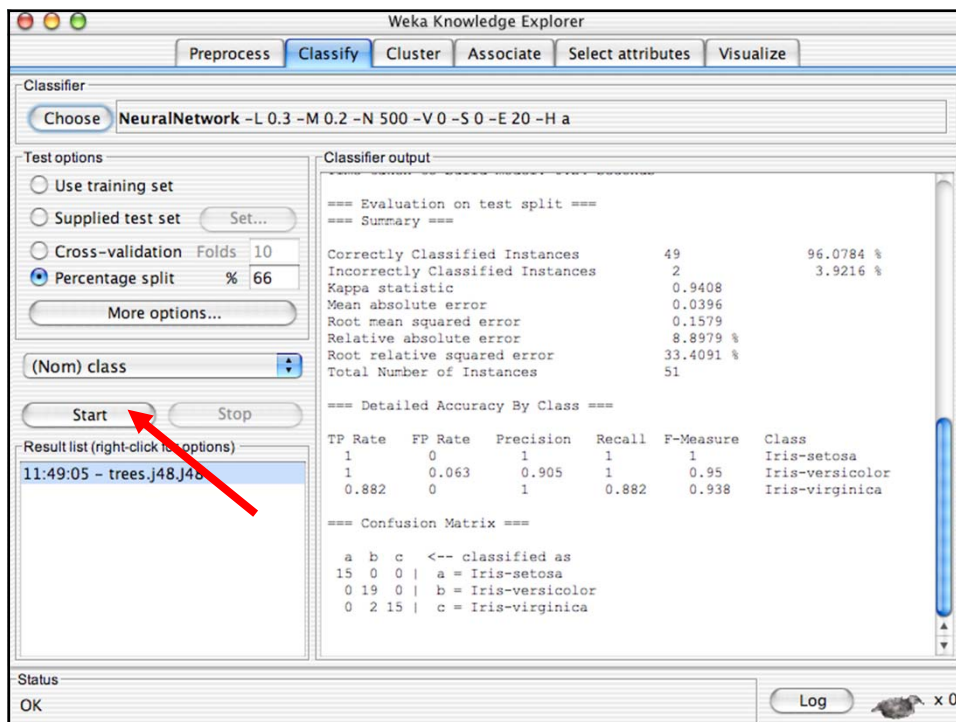 Weka Knowledge Explorer
Preprocess Classify Cluster Associate Select attributes Visualize
Classifier
Choose NeuralNetwork -L 0.3 -M 0.2 -N 500 -V 0 -S 0 -E 20 -H a
Test options
Use training set
Supplied test set Set...
Cross-validation Folds 10
Percentage split % 66
More options...
(Nom) class
Start Stop
Result list (right-click for options)
11:49:05 - trees.j48.J48
Classifier output
=== Evaluation on test split ===
=== Summary ===
Correctly Classified Instances 49 96.0784 %
Incorrectly Classified Instances 2 3.9216 %
Kappa statistic 0.9408
Mean absolute error 0.0396
Root mean squared error 0.1579
Relative absolute error 8.8979 %
Root relative squared error 33.4091 %
Total Number of Instances 51
=== Detailed Accuracy By Class ===
TP Rate FP Rate Precision Recall F-Measure Class
1 0 1 1 1 Iris-setosa
1 0.063 0.905 1 0.95 Iris-versicolor
0.882 0 1 0.882 0.938 Iris-virginica
=== Confusion Matrix ===
a b c <-- classified as
15 0 0 | a = Iris-setosa
0 19 0 | b = Iris-versicolor
0 2 15 | c = Iris-virginica
Status
OK
Log x 0